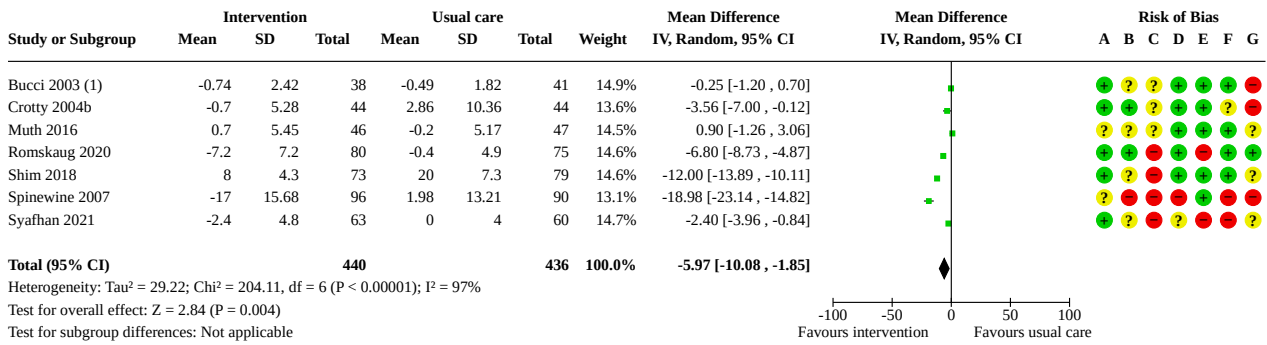 Intervention Usual care Mean Difference Mean Difference Risk of Bias
Study or Subgroup Mean SD Total Mean SD Total Weight IV, Random, 95% CI IV, Random, 95% CI A B C D E F G
Bucci 2003 (1) -0.74 2.42 38 -0.49 1.82 41 14.9% -0.25 [-1.20 , 0.70] + ? ? + + + −
Crotty 2004b -0.7 5.28 44 2.86 10.36 44 13.6% -3.56 [-7.00 , -0.12] + + ? + + ? −
Muth 2016 0.7 5.45 46 -0.2 5.17 47 14.5% 0.90 [-1.26 , 3.06] ? ? ? + + + ?
Romskaug 2020 -7.2 7.2 80 -0.4 4.9 75 14.6% -6.80 [-8.73 , -4.87] + + − + − + +
Shim 2018 8 4.3 73 20 7.3 79 14.6% -12.00 [-13.89 , -10.11] + ? − + + + ?
Spinewine 2007 -17 15.68 96 1.98 13.21 90 13.1% -18.98 [-23.14 , -14.82] ? − − − + − −
Syafhan 2021 -2.4 4.8 63 0 4 60 14.7% -2.40 [-3.96 , -0.84] + ? − ? − − ?
Total (95% CI) 440 436 100.0% -5.97 [-10.08 , -1.85]
Heterogeneity: Tau² = 29.22; Chi² = 204.11, df = 6 (P < 0.00001); I² = 97%
Test for overall effect: Z = 2.84 (P = 0.004)
-100 -50 0 50 100
Test for subgroup differences: Not applicable Favours intervention Favours usual care